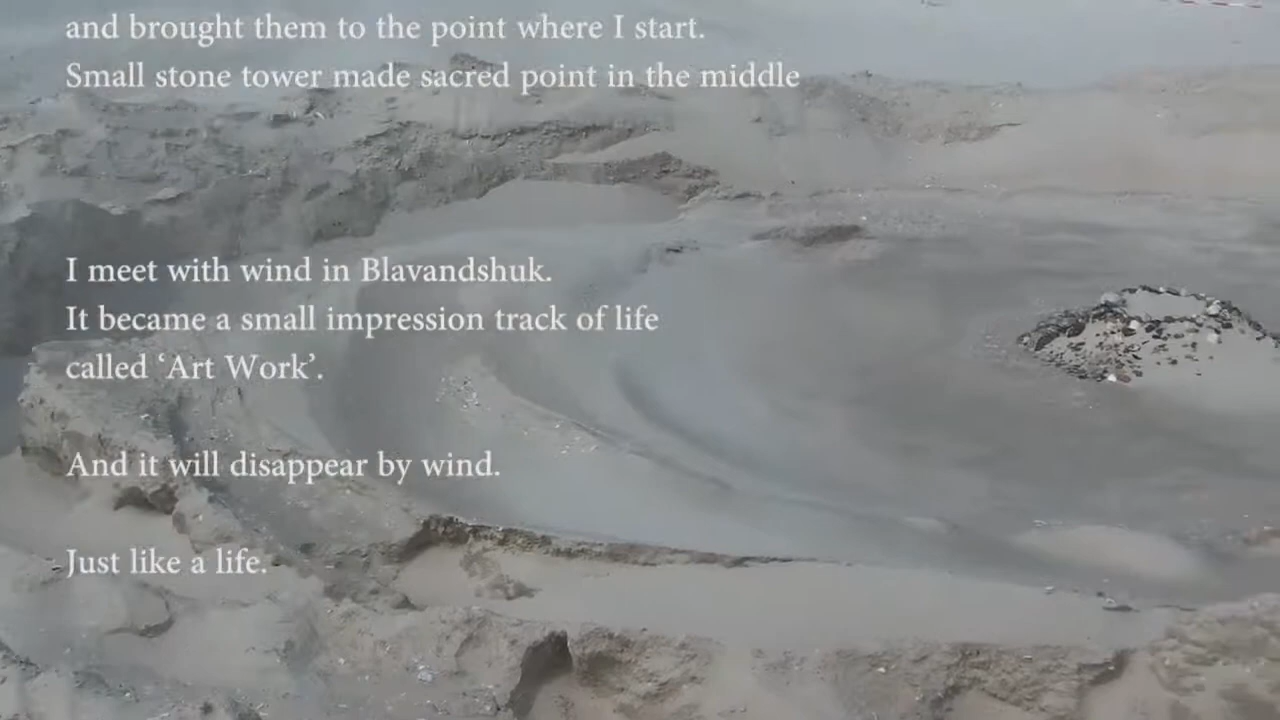 and brought them to the point where I start.
Small stone tower made sacred point in the middle
I meet with wind in Blavandshuk.
It became a small impression track of life
called ‘Art Work’.
And it will disappear by wind.
Just like a life.